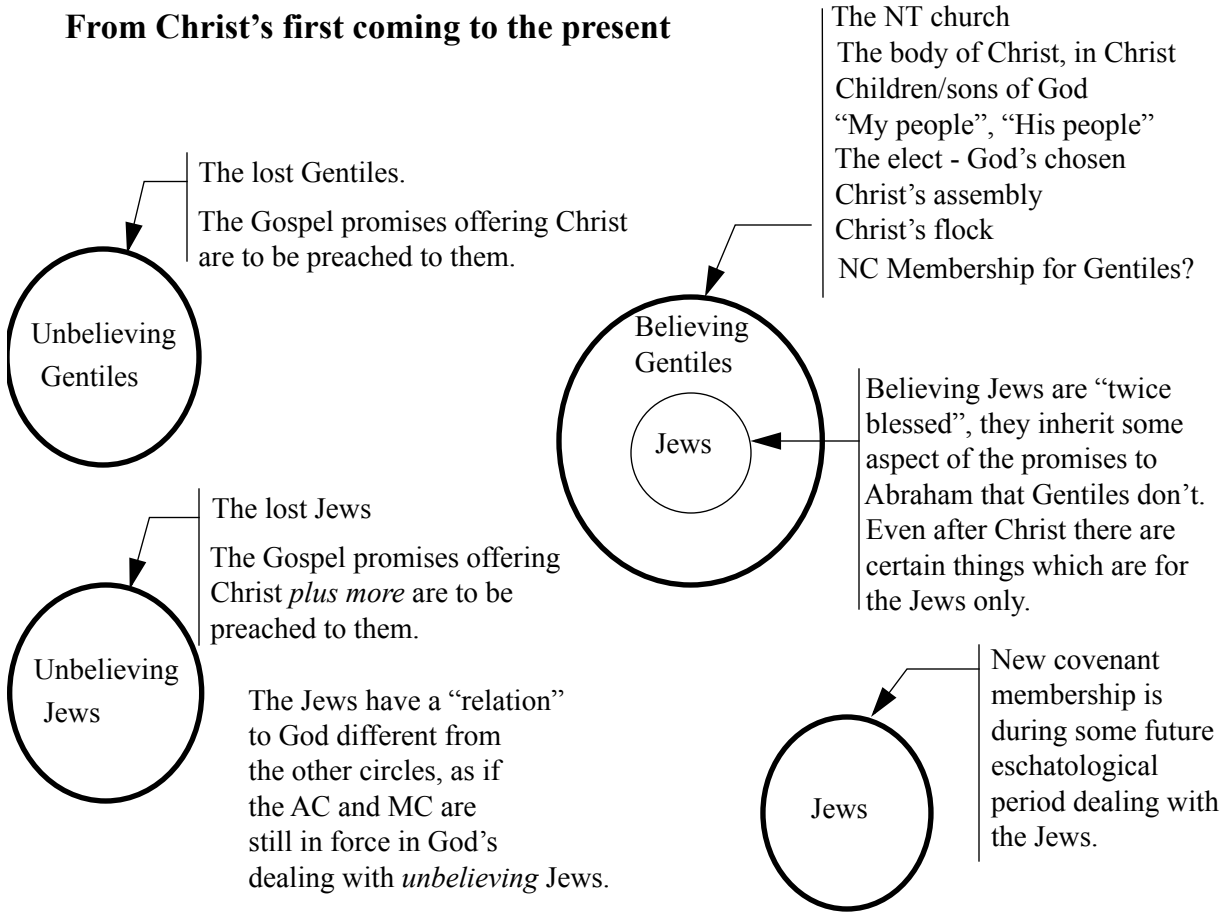 From Christ’s first coming to the present
The NT church
The body of Christ, in Christ
Children/sons of God
“My people”, “His people”
The elect - God’s chosen
Christ’s assembly
Christ’s flock
NC Membership for Gentiles?
The lost Gentiles.
The Gospel promises offering Christ
are to be preached to them.
Unbelieving
Gentiles
Believing
Gentiles
Jews
Believing Jews are “twice
blessed”, they inherit some
aspect of the promises to
Abraham that Gentiles don’t.
Even after Christ there are
certain things which are for
the Jews only.
The lost Jews
The Gospel promises offering
Christ plus more are to be
preached to them.
Unbelieving
Jews
The Jews have a “relation”
to God different from
the other circles, as if
the AC and MC are
still in force in God’s
dealing with unbelieving Jews.
Jews
New covenant
membership is
during some future
eschatological
period dealing with
the Jews.